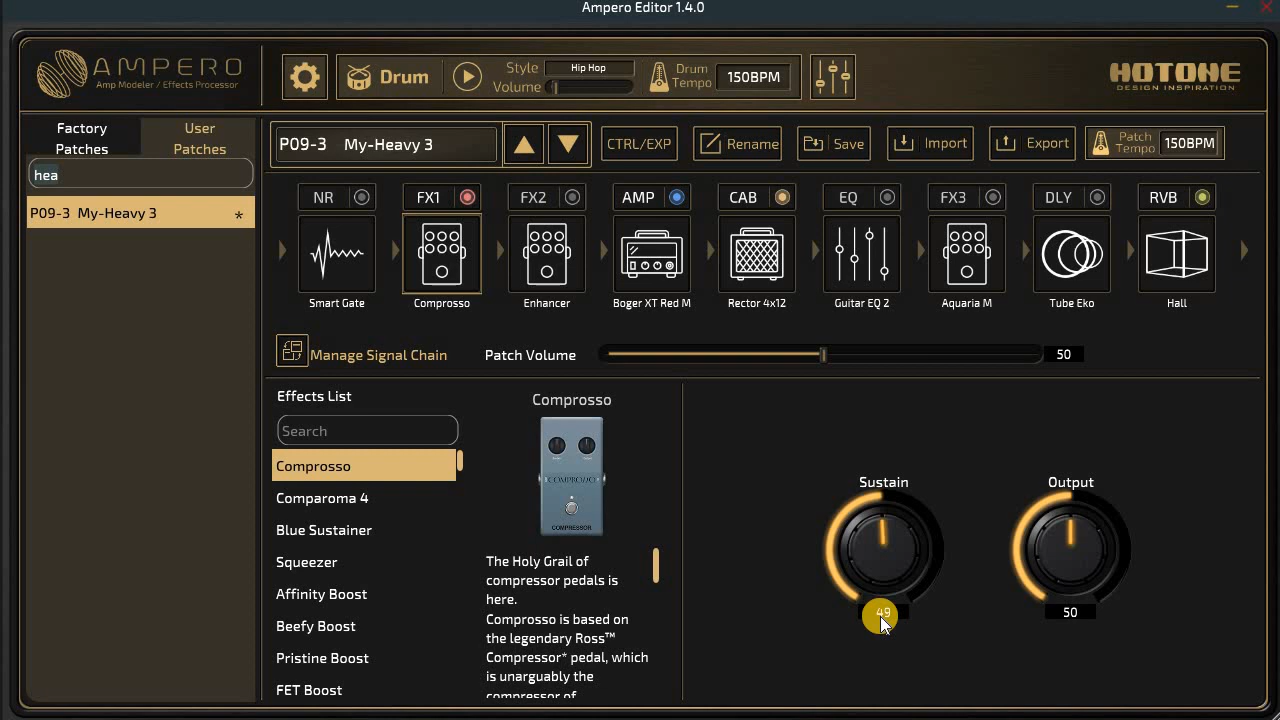 Ampero Editor 1.4.0
AMPERO
Amp Modeler / Effects Processor
Drum
Style
Hip Hop
Volume
Drum
Tempo
150BPM
HOTONE
DESIGN INSPIRATION
Factory
Patches
User
Patches
hea
P09-3 My-Heavy 3 *
P09-3 My-Heavy 3
CTRL/EXP
Rename
Save
Import
Export
Patch
Tempo
150BPM
NR
FX1
FX2
AMP
CAB
EQ
FX3
DLY
RVB
Smart Gate
Comprosso
Enhancer
Boger XT Red M
Rector 4x12
Guitar EQ 2
Aquaria M
Tube Eko
Hall
Manage Signal Chain
Patch Volume
50
Effects List
Search
Comprosso
Comparoma 4
Blue Sustainer
Squeezer
Affinity Boost
Beefy Boost
Pristine Boost
FET Boost
Comprosso
COMPRESSOR
The Holy Grail of
compressor pedals is
here.
Comprosso is based on
the legendary Ross™
Compressor* pedal, which
is unarguably the
compressor of
Sustain
49
Output
50